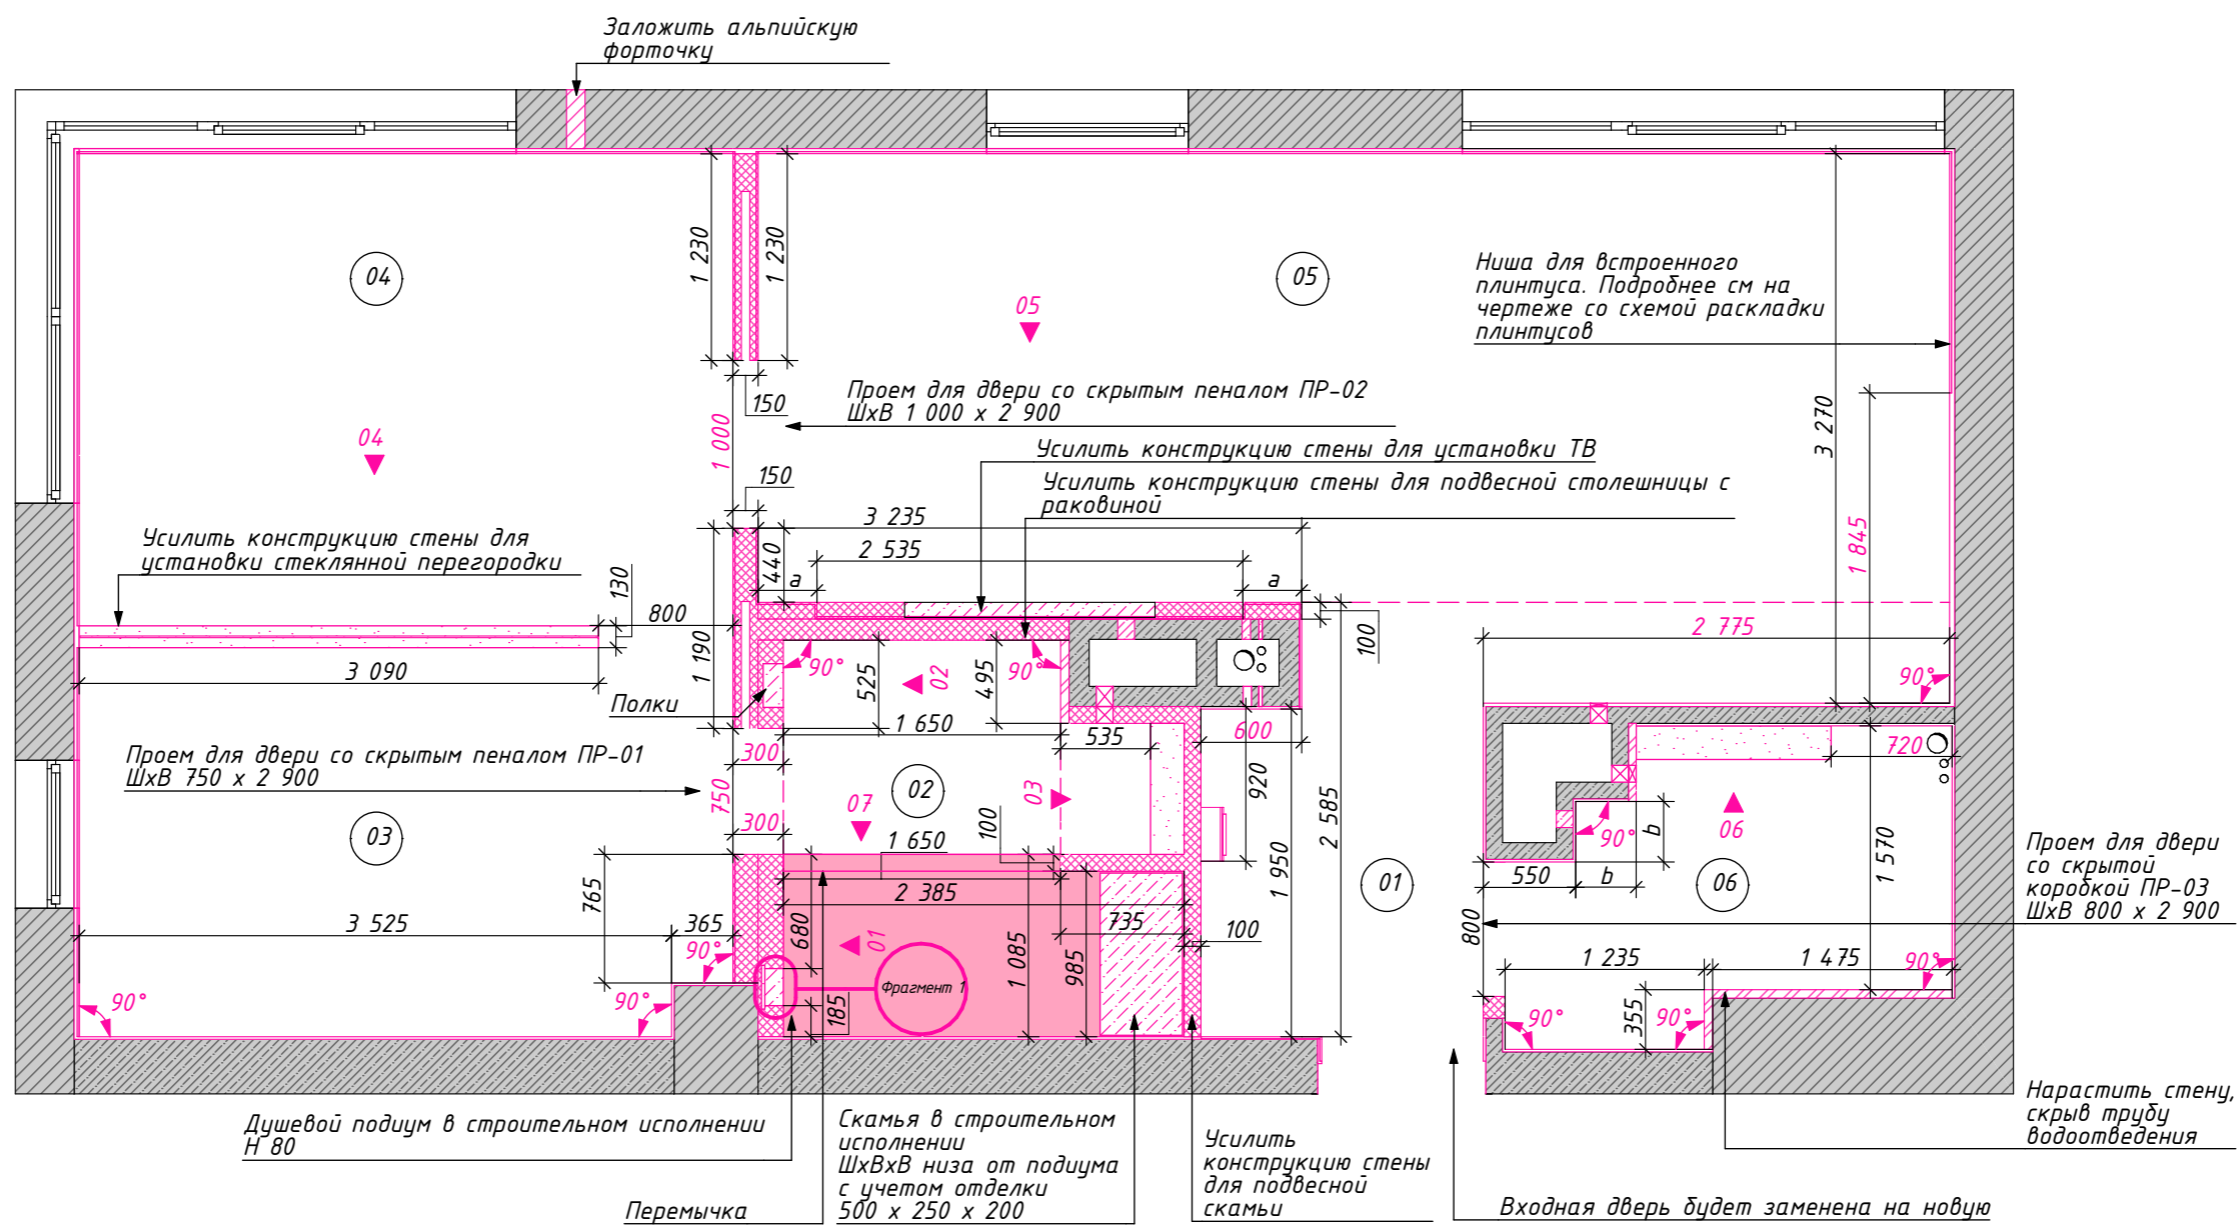 Заложить альпийскую
форточку
04
05
05
04
1 230
1 230
Ниша для встроенного
плинтуса. Подробнее см на
чертеже со схемой раскладки
плинтусов
150
1 000
Проем для двери со скрытым пеналом ПР-02
ШхВ 1 000 х 2 900
3 270
1 845
Усилить конструкцию стены для установки ТВ
Усилить конструкцию стены для подвесной столешницы с
раковиной
150
3 235
2 535
440
a
a
Усилить конструкцию стены для
установки стеклянной перегородки
130
800
1 190
3 090
100
2 775
90°
Полки
90°
525
02
495
90°
1 650
535
600
300
720
Проем для двери со скрытым пеналом ПР-01
ШхВ 750 х 2 900
750
02
03
07
300
1 650
100
920
2 585
1 950
03
01
06
06
90°
b
b
550
1 570
800
Проем для двери
со скрытой
коробкой ПР-03
ШхВ 800 х 2 900
765
3 525
365
90°
90°
90°
2 385
680
01
735
100
1 085
985
Фрагмент 1
185
1 235
1 475
90°
355
90°
90°
Душевой подиум в строительном исполнении
Н 80
Перемычка
Скамья в строительном
исполнении
ШхВхВ низа от подиума
с учетом отделки
500 х 250 х 200
Усилить
конструкцию стены
для подвесной
скамьи
Входная дверь будет заменена на новую
Нарастить стену,
скрыв трубу
водоотведения